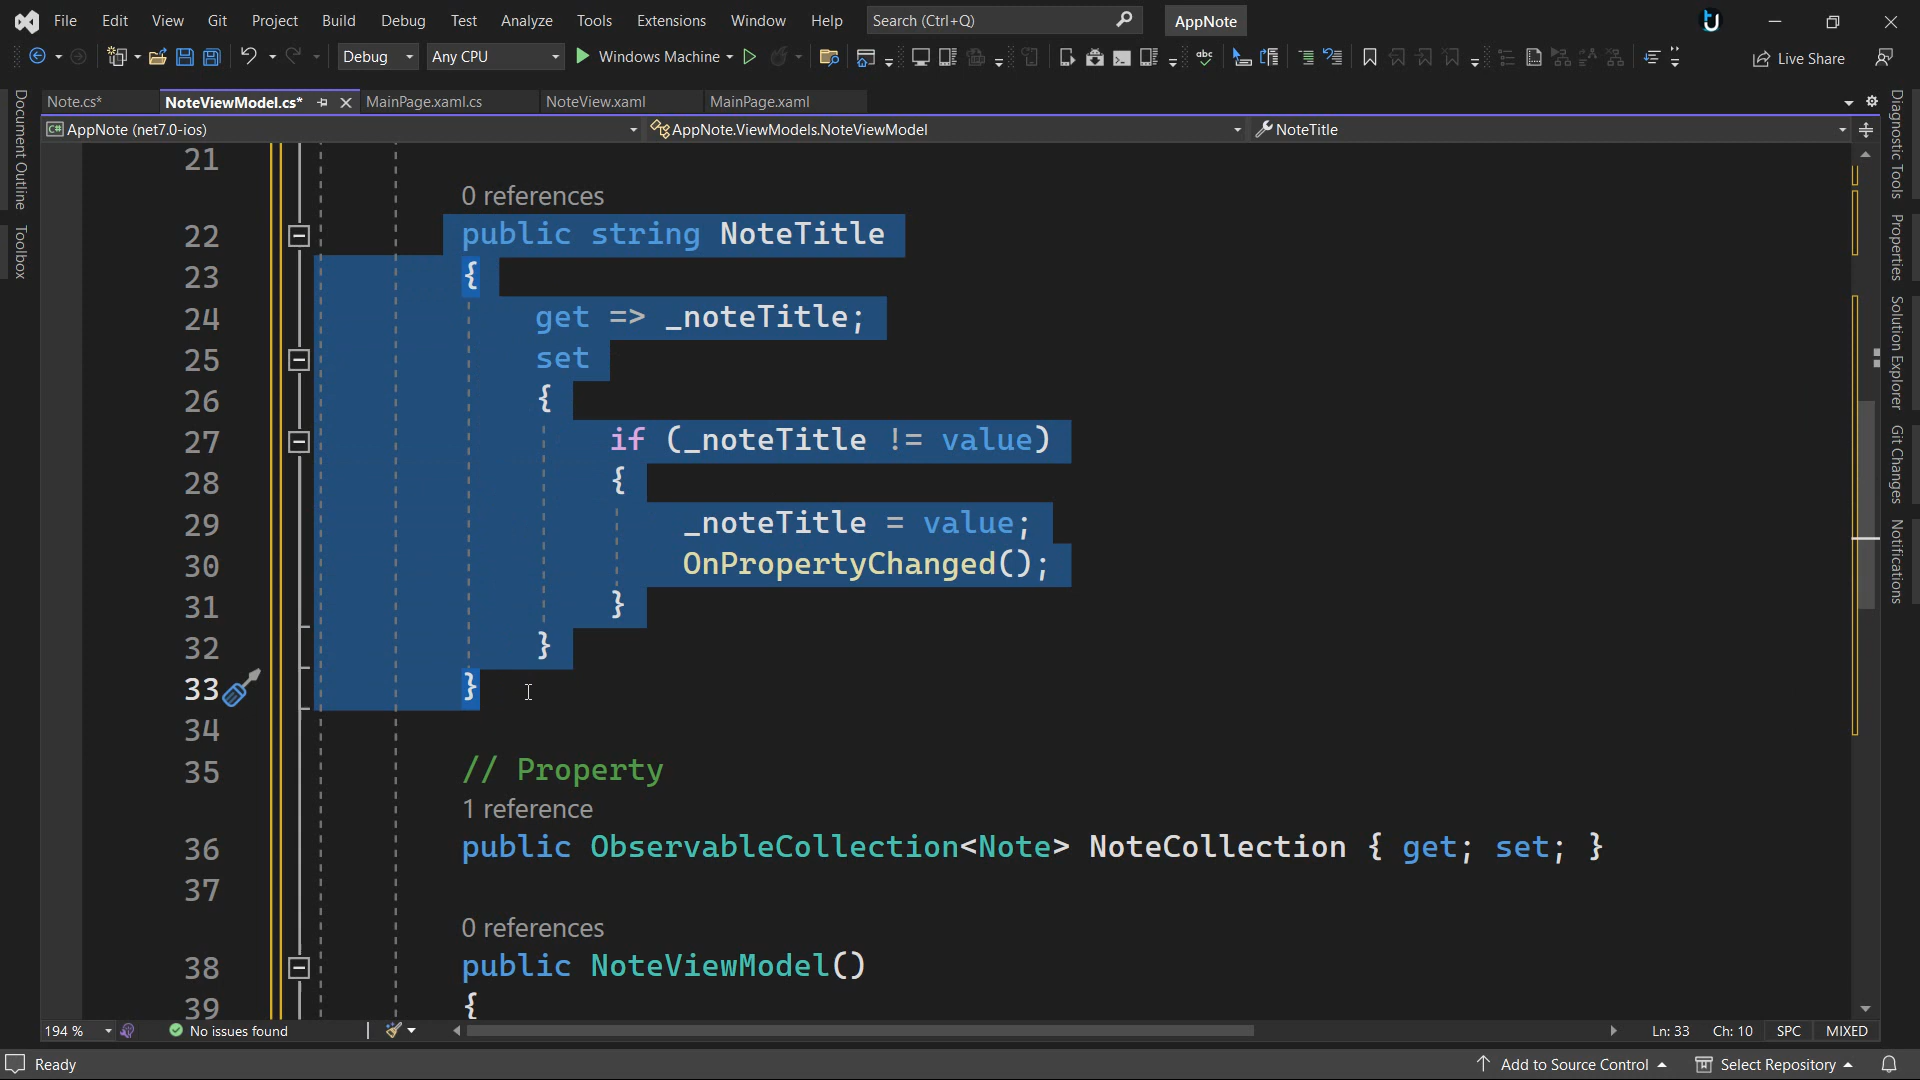 File Edit View Git Project Build Debug Test Analyze Tools Extensions Window Help Search (Ctrl+Q) AppNote
Debug Any CPU Windows Machine Live Share
Note.cs* NoteViewModel.cs* MainPage.xaml.cs NoteView.xaml MainPage.xaml
AppNote (net7.0-ios) AppNote.ViewModels.NoteViewModel NoteTitle
Document Outline
Toolbox
Diagnostic Tools
Properties
Solution Explorer
Git Changes
Notifications
21
0 references
22 public string NoteTitle
23 {
24 get => _noteTitle;
25 set
26 {
27 if (_noteTitle != value)
28 {
29 _noteTitle = value;
30 OnPropertyChanged();
31 }
32 }
33 }
34
35 // Property
1 reference
36 public ObservableCollection<Note> NoteCollection { get; set; }
37
0 references
38 public NoteViewModel()
39 {
194 % No issues found Ln: 33 Ch: 10 SPC MIXED
Ready Add to Source Control Select Repository